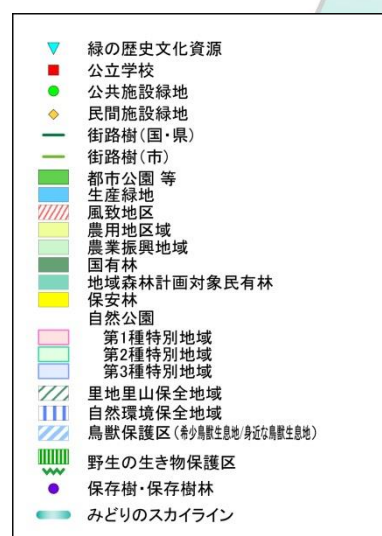 緑の歴史文化資源
公立学校
公共施設緑地
民間施設緑地
街路樹(国・県)
街路樹(市)
都市公園 等
生産緑地
風致地区
農用地区域
農業振興地域
国有林
地域森林計画対象民有林
保安林
自然公園
第1種特別地域
第2種特別地域
第3種特別地域
里地里山保全地域
自然環境保全地域
鳥獣保護区(希少鳥獣生息地/身近な鳥獣生息地)
野生の生き物保護区
保存樹・保存樹林
みどりのスカイライン